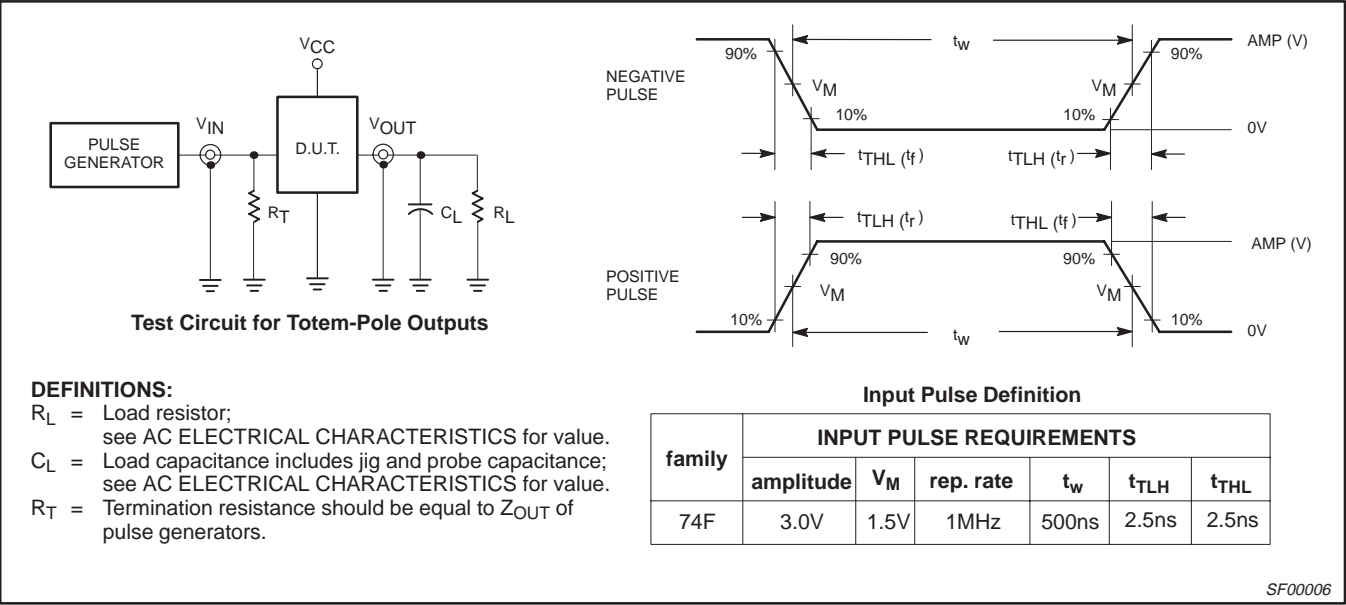 VCC
VIN
VOUT
PULSE
GENERATOR
D.U.T.
RT
CL
RL
Test Circuit for Totem-Pole Outputs
NEGATIVE
PULSE
90%
tw
90%
AMP (V)
VM
VM
10%
10%
0V
tTHL (tf)
tTLH (tr)
tTLH (tr)
tTHL (tf)
AMP (V)
POSITIVE
PULSE
90%
90%
VM
VM
10%
10%
tw
0V
Input Pulse Definition
DEFINITIONS:
RL = Load resistor;
see AC ELECTRICAL CHARACTERISTICS for value.
CL = Load capacitance includes jig and probe capacitance;
see AC ELECTRICAL CHARACTERISTICS for value.
RT = Termination resistance should be equal to ZOUT of
pulse generators.
family INPUT PULSE REQUIREMENTS
amplitude VM rep. rate tw tTLH tTHL
74F 3.0V 1.5V 1MHz 500ns 2.5ns 2.5ns
SF00006